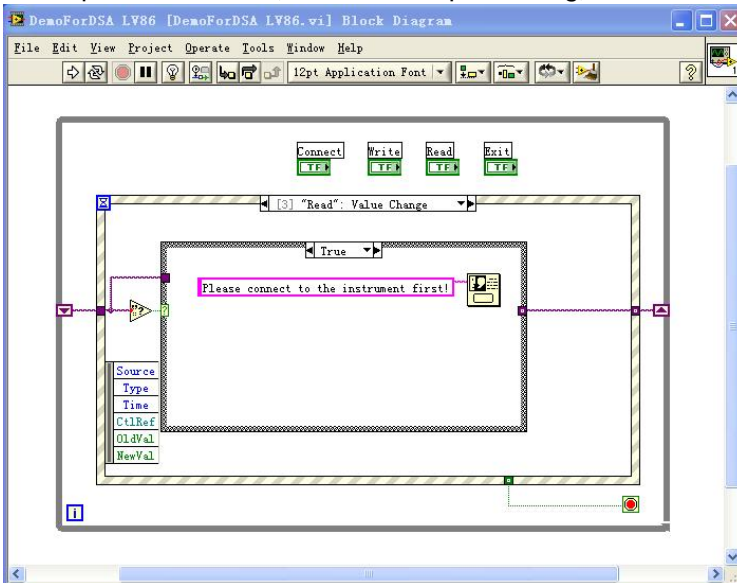 DemoForDSA LV86 [DemoForDSA LV86.vi] Block Diagram
File Edit View Project Operate Tools Window Help
12pt Application Font
?
1
Connect Write Read Exit
TF TF TF TF
[3] "Read": Value Change
True
Please connect to the instrument first!
?
?
Source
Type
Time
CtlRef
OldVal
NewVal
i